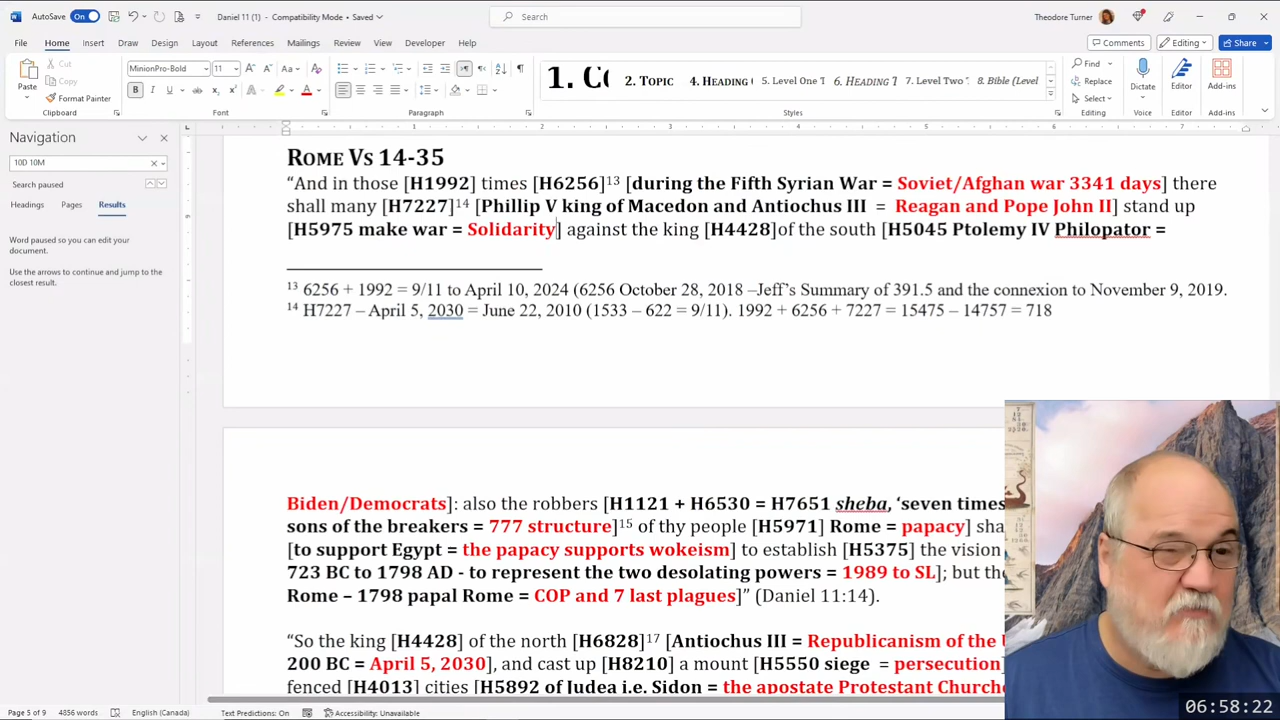 AutoSave On Daniel 11 (1) - Compatibility Mode • Saved Search Theodore Turner
File Home Insert Draw Design Layout References Mailings Review View Developer Help Comments Editing Share
Paste Cut Copy Format Painter Clipboard
MinionPro-Bold 11 Font
Paragraph
1. Co 2. Topic 4. Heading 5. Level One T 6. Heading T 7. Level Two ' 8. Bible (Level Styles
Find Replace Select Editing
Dictate Voice
Editor Editor
Add-ins Add-ins
Navigation
10D 10M
Search paused
Headings Pages Results
Word paused so you can edit the document.
Use the arrows to continue and jump to the closest result.
1 2 3 4 5 6 7
Rome Vs 14-35
“And in those [H1992] times [H6256]13 [during the Fifth Syrian War = Soviet/Afghan war 3341 days] there
shall many [H7227]14 [Phillip V king of Macedon and Antiochus III = Reagan and Pope John II] stand up
[H5975 make war = Solidarity] against the king [H4428]of the south [H5045 Ptolemy IV Philopator =
13 6256 + 1992 = 9/11 to April 10, 2024 (6256 October 28, 2018 –Jeff’s Summary of 391.5 and the connexion to November 9, 2019.
14 H7227 – April 5, 2030 = June 22, 2010 (1533 – 622 = 9/11). 1992 + 6256 + 7227 = 15475 – 14757 = 718
Biden/Democrats]: also the robbers [H1121 + H6530 = H7651 sheba, ‘seven times
sons of the breakers = 777 structure]15 of thy people [H5971] Rome = papacy] sha
[to support Egypt = the papacy supports wokeism] to establish [H5375] the vision
723 BC to 1798 AD - to represent the two desolating powers = 1989 to SL]; but the
Rome – 1798 papal Rome = COP and 7 last plagues]” (Daniel 11:14).
“So the king [H4428] of the north [H6828]17 [Antiochus III = Republicanism of the U
200 BC = April 5, 2030], and cast up [H8210] a mount [H5550 siege = persecution]
fenced [H4013] cities [H5892 of Judea i.e. Sidon = the apostate Protestant Churche
Page 5 of 9 4856 words English (Canada) Text Predictions: On Accessibility: Unavailable
06:58:22